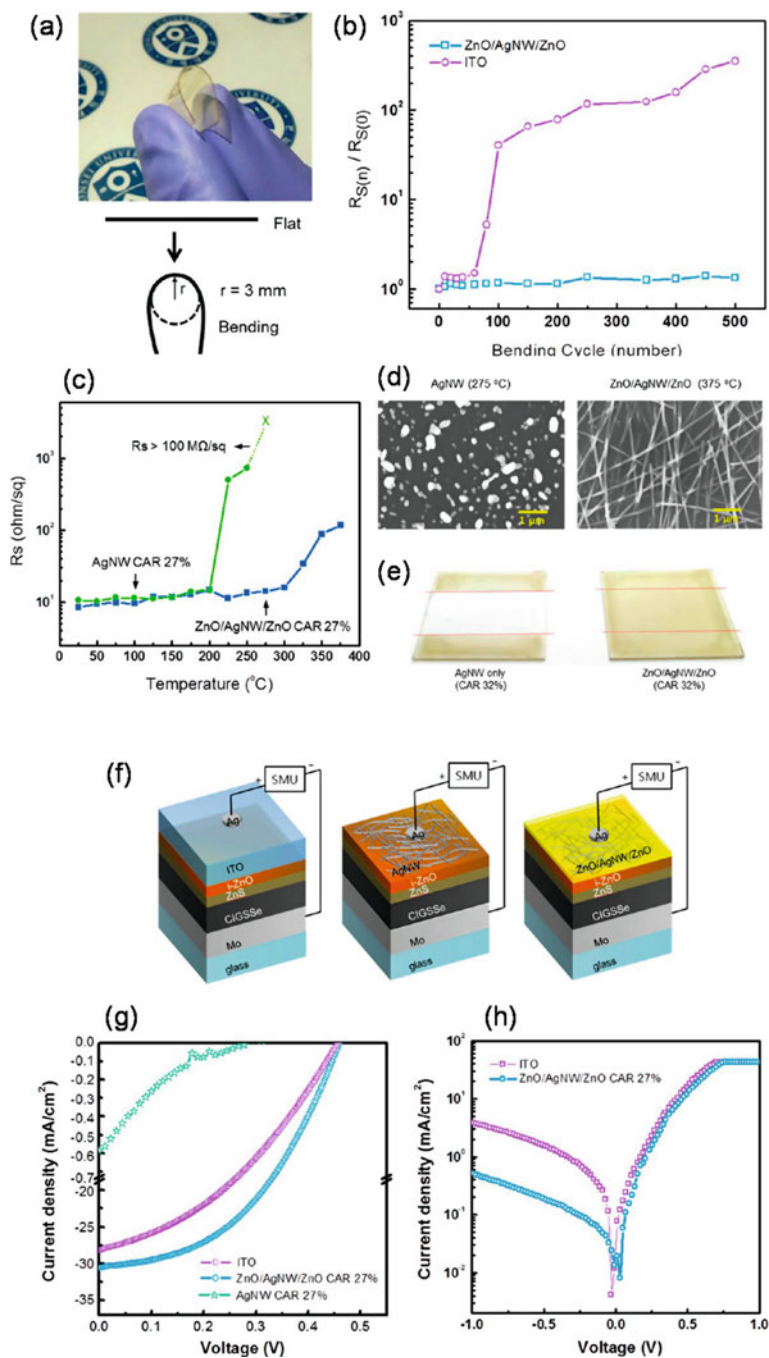 (a)
Flat
r
r = 3 mm
Bending
(b)
ZnO/AgNW/ZnO
ITO
R_S(n) / R_S(0)
10³
10²
10¹
10⁰
0 100 200 300 400 500
Bending Cycle (number)
(c)
X
Rs > 100 MΩ/sq
AgNW CAR 27%
ZnO/AgNW/ZnO CAR 27%
Rs (ohm/sq)
10³
10²
10¹
10⁰
0 50 100 150 200 250 300 350 400
Temperature (°C)
(d)
AgNW (275 °C)
ZnO/AgNW/ZnO (375 °C)
1 μm
1 μm
(e)
AgNW only
(CAR 32%)
ZnO/AgNW/ZnO
(CAR 32%)
(f)
+ SMU −
Ag
ITO
i-ZnO
ZnS
CIGSSe
Mo
glass
+ SMU −
Ag
AgNW
i-ZnO
ZnS
CIGSSe
Mo
glass
+ SMU −
Ag
ZnO/AgNW/ZnO
i-ZnO
ZnS
CIGSSe
Mo
glass
(g)
Current density (mA/cm²)
0.0
-0.1
-0.2
-0.3
-0.4
-0.5
-0.6
-0.7
-25
-30
-35
ITO
ZnO/AgNW/ZnO CAR 27%
AgNW CAR 27%
0.0 0.1 0.2 0.3 0.4 0.5
Voltage (V)
(h)
Current density (mA/cm²)
10²
10¹
10⁰
10⁻¹
10⁻²
ITO
ZnO/AgNW/ZnO CAR 27%
-1.0 -0.5 0.0 0.5 1.0
Voltage (V)